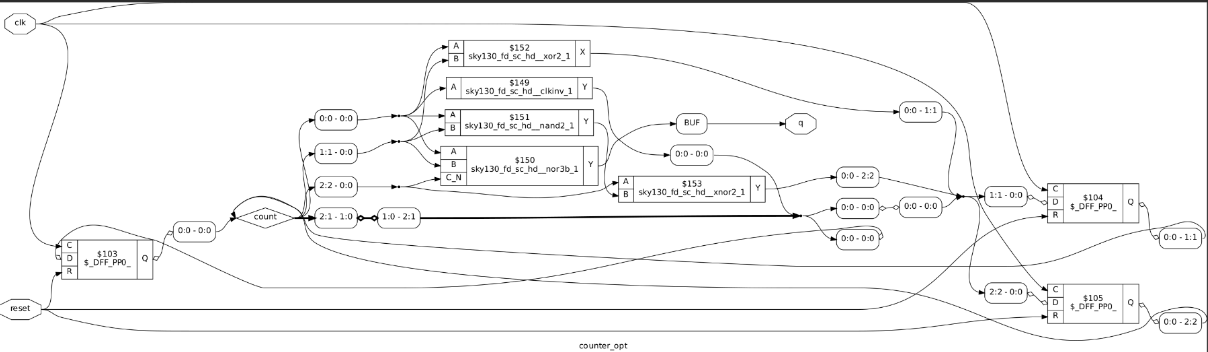 clk
$152
A
B
sky130_fd_sc_hd__xor2_1
X
$149
A
sky130_fd_sc_hd__clkinv_1
Y
0:0 - 1:1
0:0 - 0:0
$151
A
B
sky130_fd_sc_hd__nand2_1
Y
BUF
q
1:1 - 0:0
$150
A
B
C_N
sky130_fd_sc_hd__nor3b_1
Y
0:0 - 0:0
2:2 - 0:0
$153
A
B
sky130_fd_sc_hd__xnor2_1
Y
0:0 - 2:2
1:1 - 0:0
$104
C
D
R
$_DFF_PP0_
Q
count
2:1 - 1:0
1:0 - 2:1
0:0 - 0:0
0:0 - 0:0
0:0 - 0:0
0:0 - 1:1
0:0 - 0:0
$103
C
D
R
$_DFF_PP0_
Q
2:2 - 0:0
$105
C
D
R
$_DFF_PP0_
Q
0:0 - 2:2
reset
counter_opt